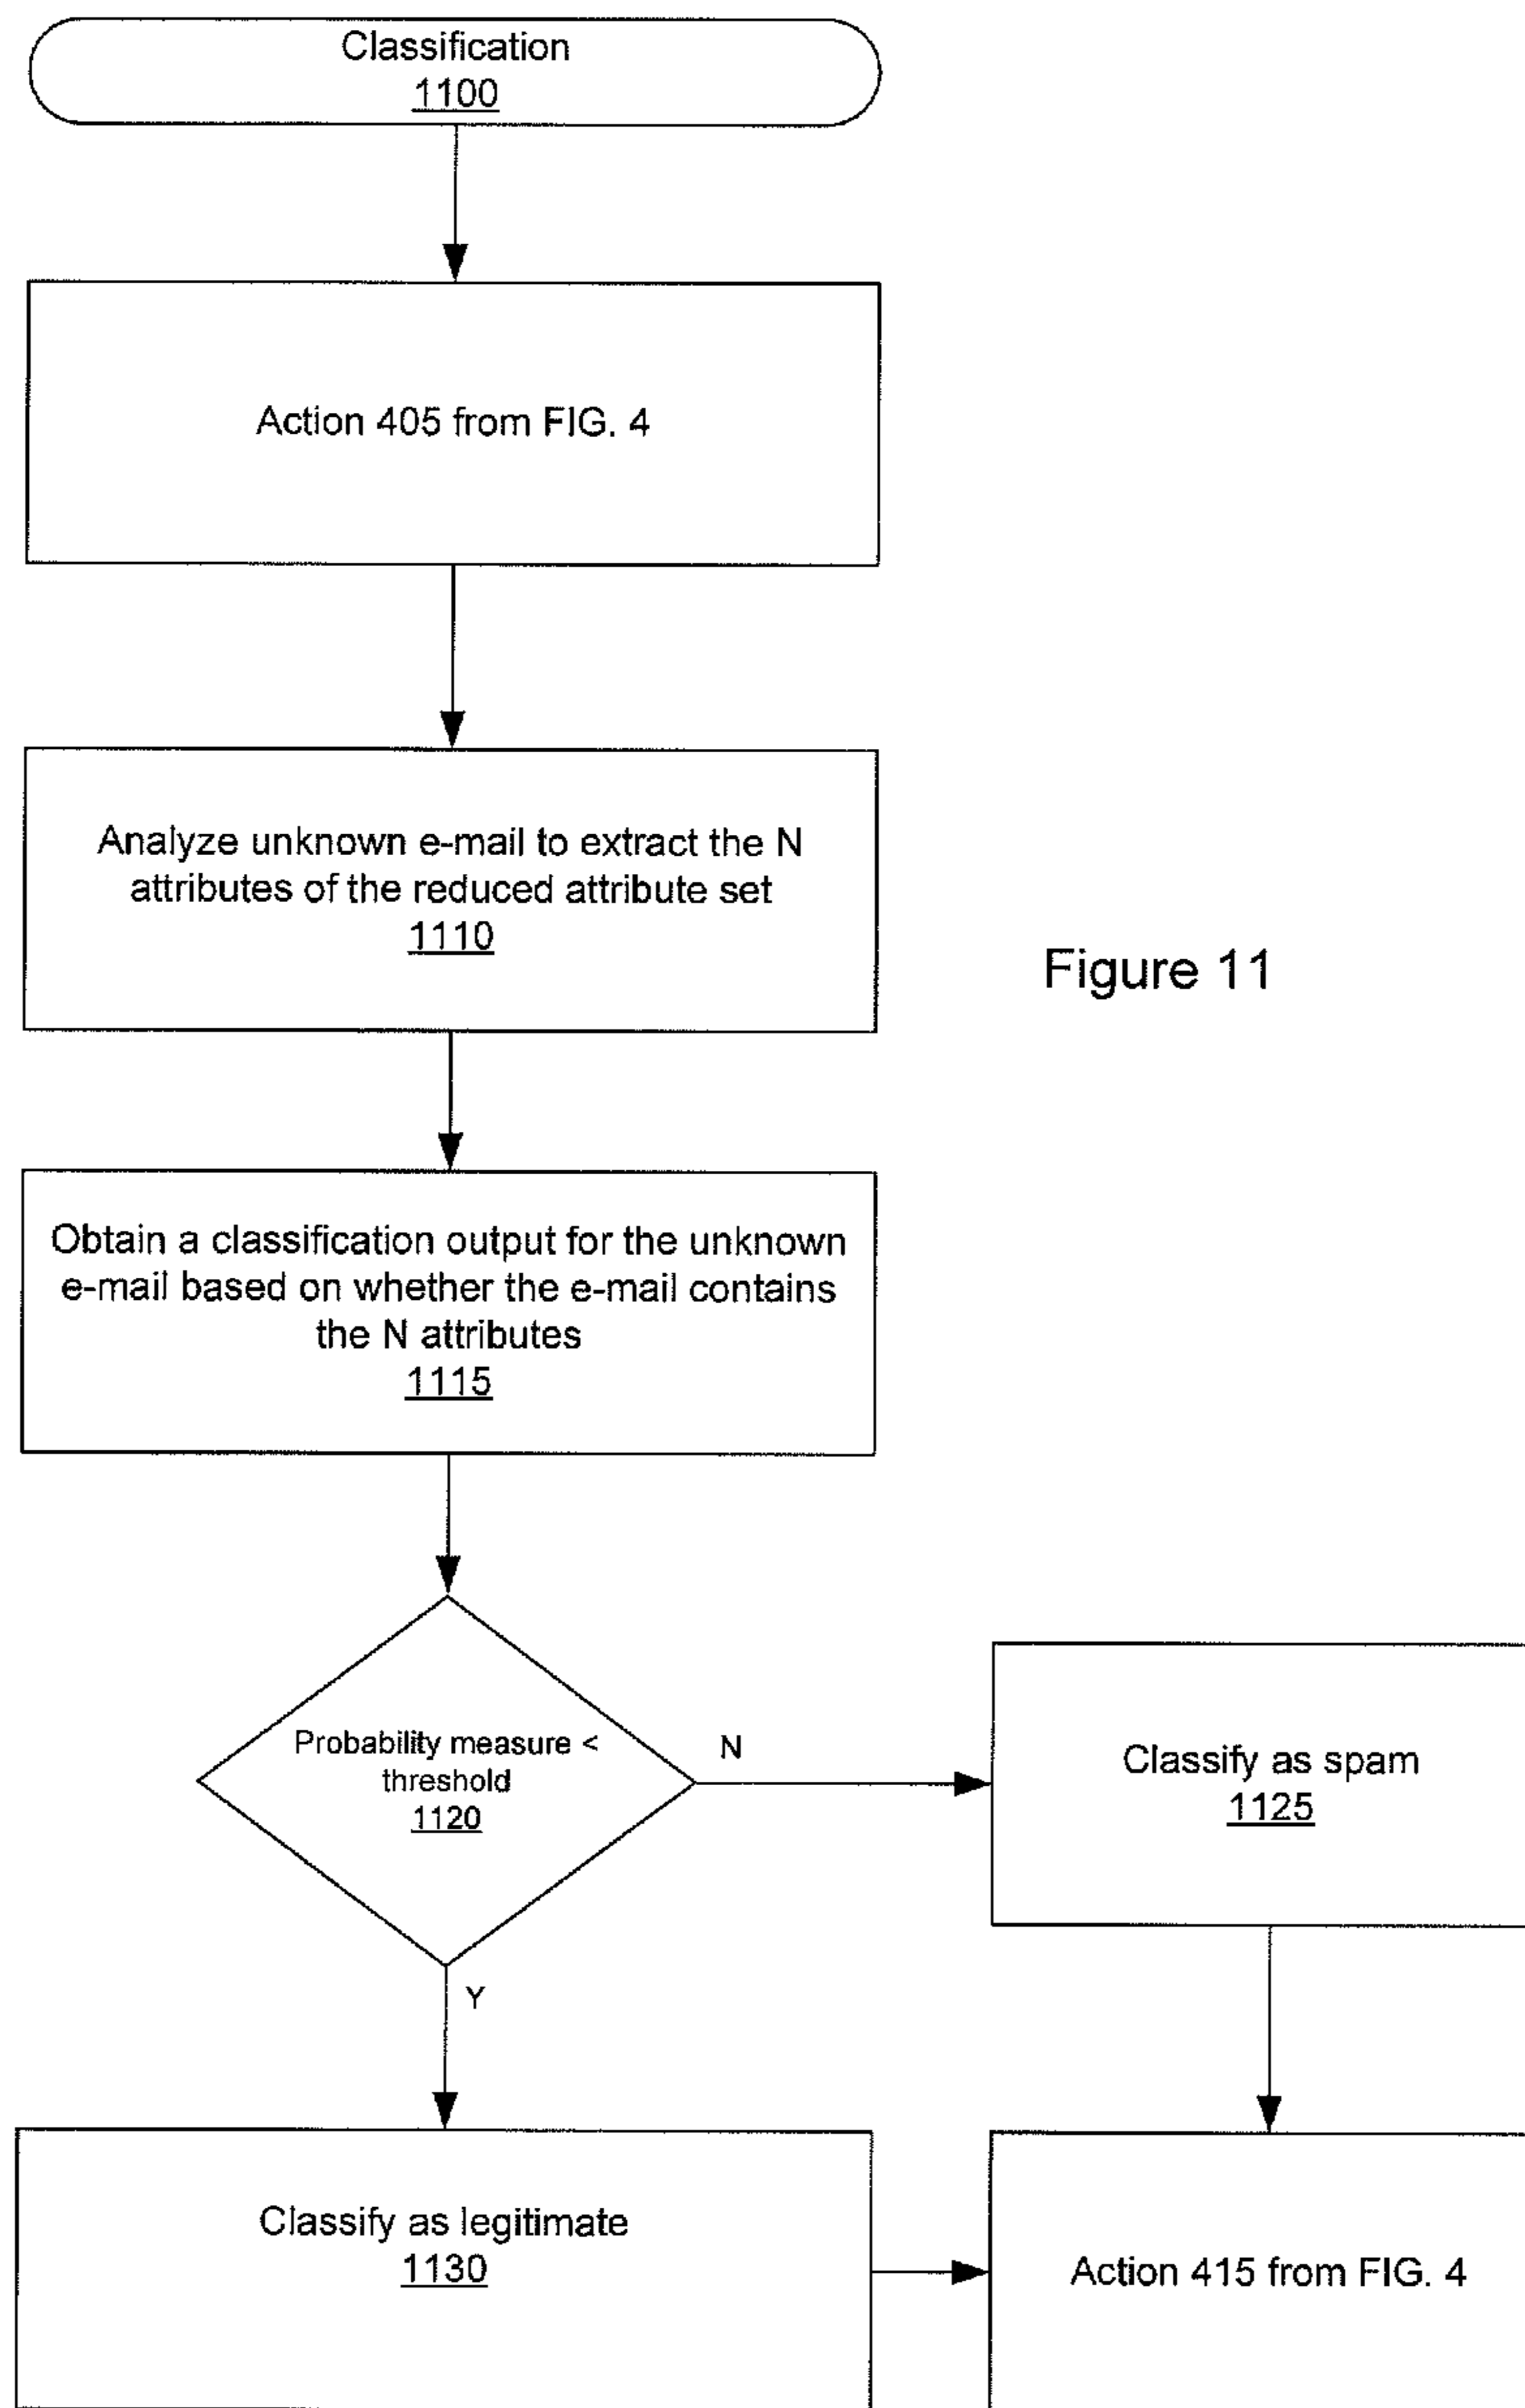 Classification
1100
Action 405 from FIG. 4
Analyze unknown e-mail to extract the N
attributes of the reduced attribute set
1110
Figure 11
Obtain a classification output for the unknown
e-mail based on whether the e-mail contains
the N attributes
1115
Probability measure <
threshold
1120
N
Classify as spam
1125
Y
Classify as legitimate
1130
Action 415 from FIG. 4